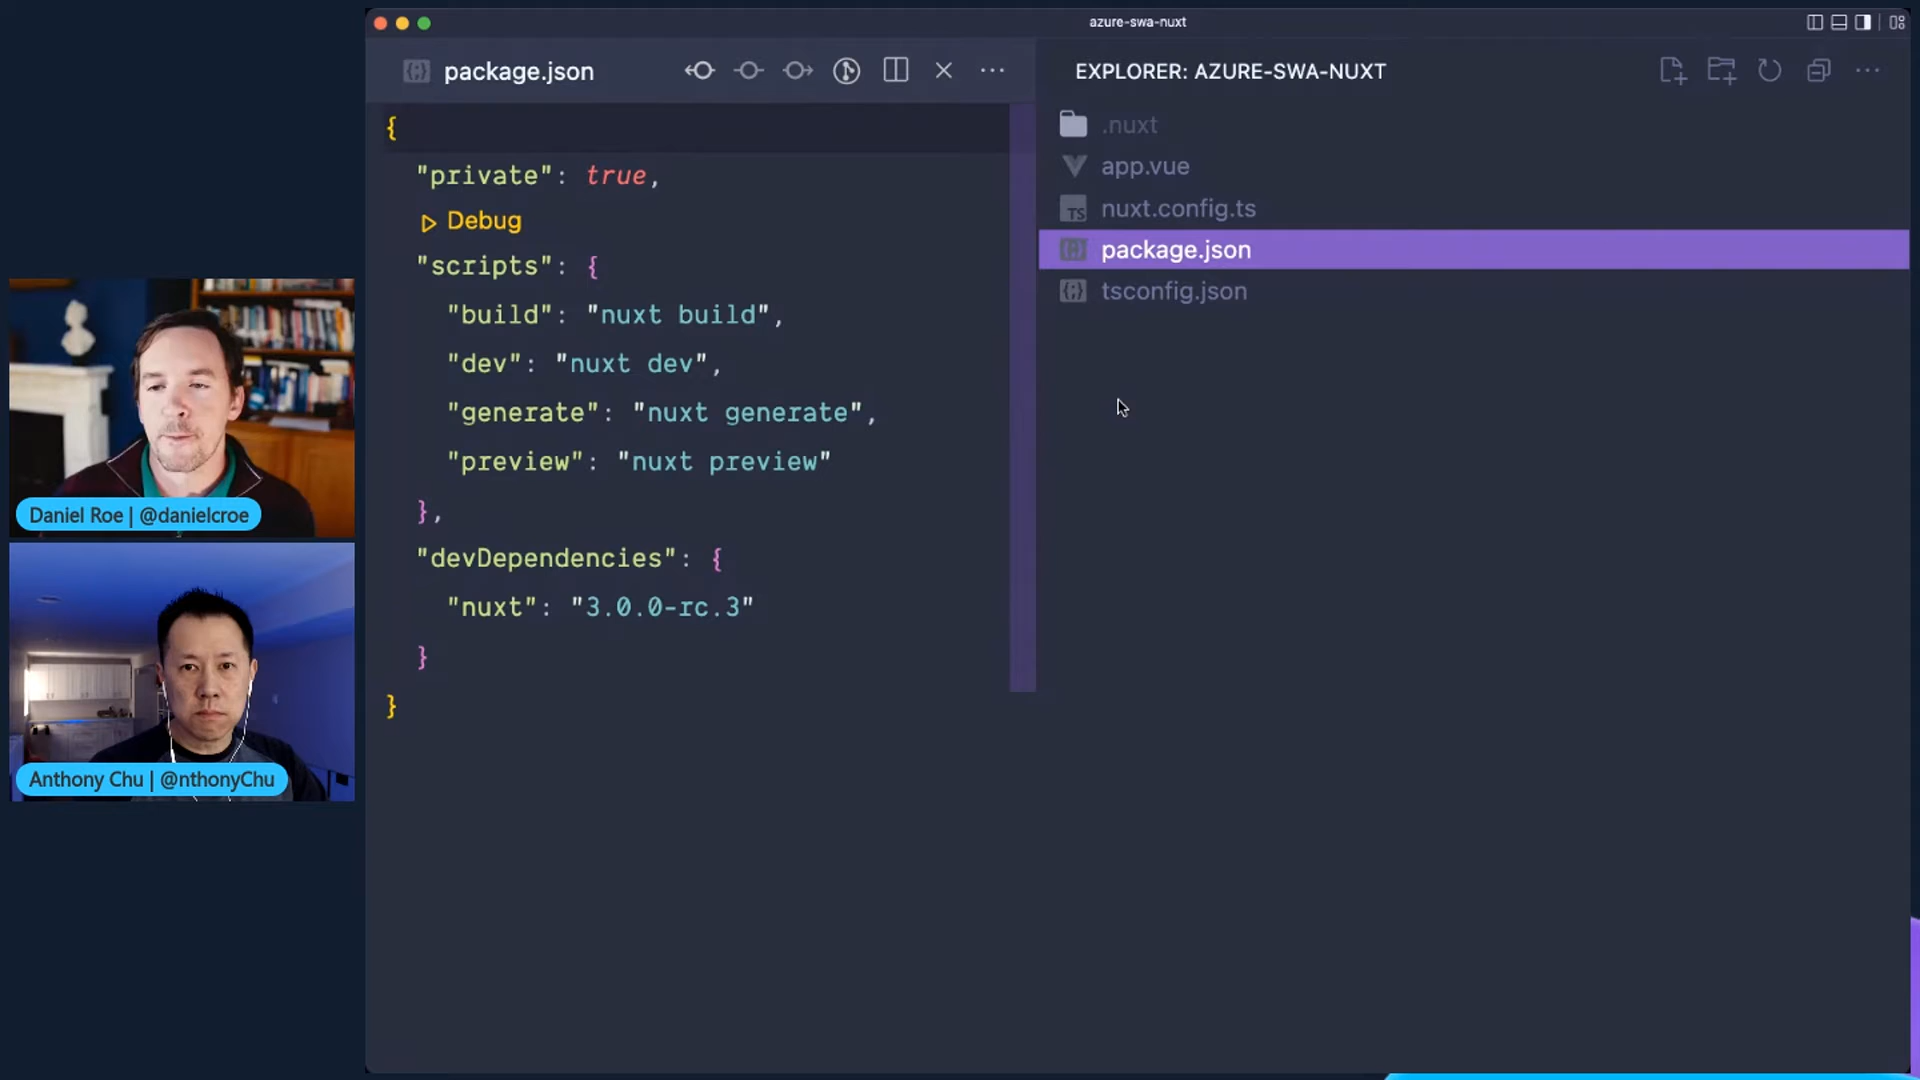 azure-swa-nuxt
package.json
{
"private": true,
Debug
"scripts": {
"build": "nuxt build",
"dev": "nuxt dev",
"generate": "nuxt generate",
"preview": "nuxt preview"
},
"devDependencies": {
"nuxt": "3.0.0-rc.3"
}
}
EXPLORER: AZURE-SWA-NUXT
.nuxt
app.vue
TS nuxt.config.ts
package.json
tsconfig.json
Daniel Roe | @danielcroe
Anthony Chu | @nthonyChu